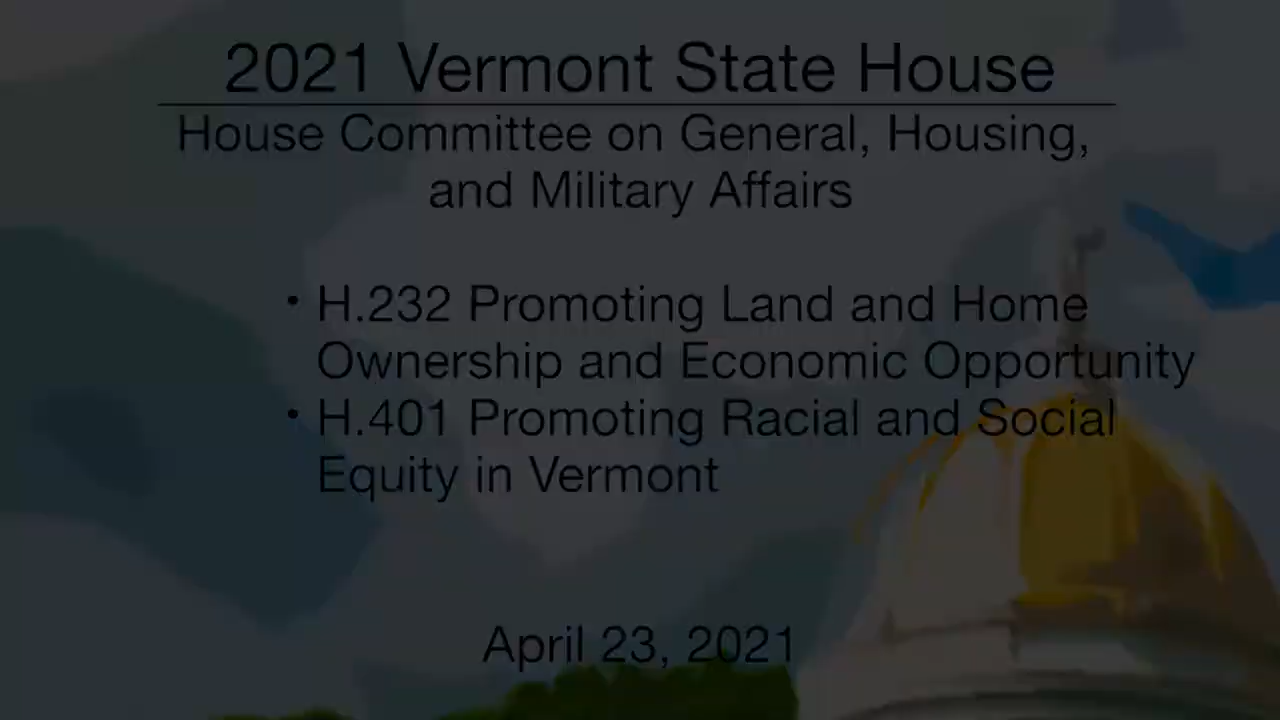 2021 Vermont State House
House Committee on General, Housing,
and Military Affairs
• H.232 Promoting Land and Home
Ownership and Economic Opportunity
• H.401 Promoting Racial and Social
Equity in Vermont
April 23, 2021